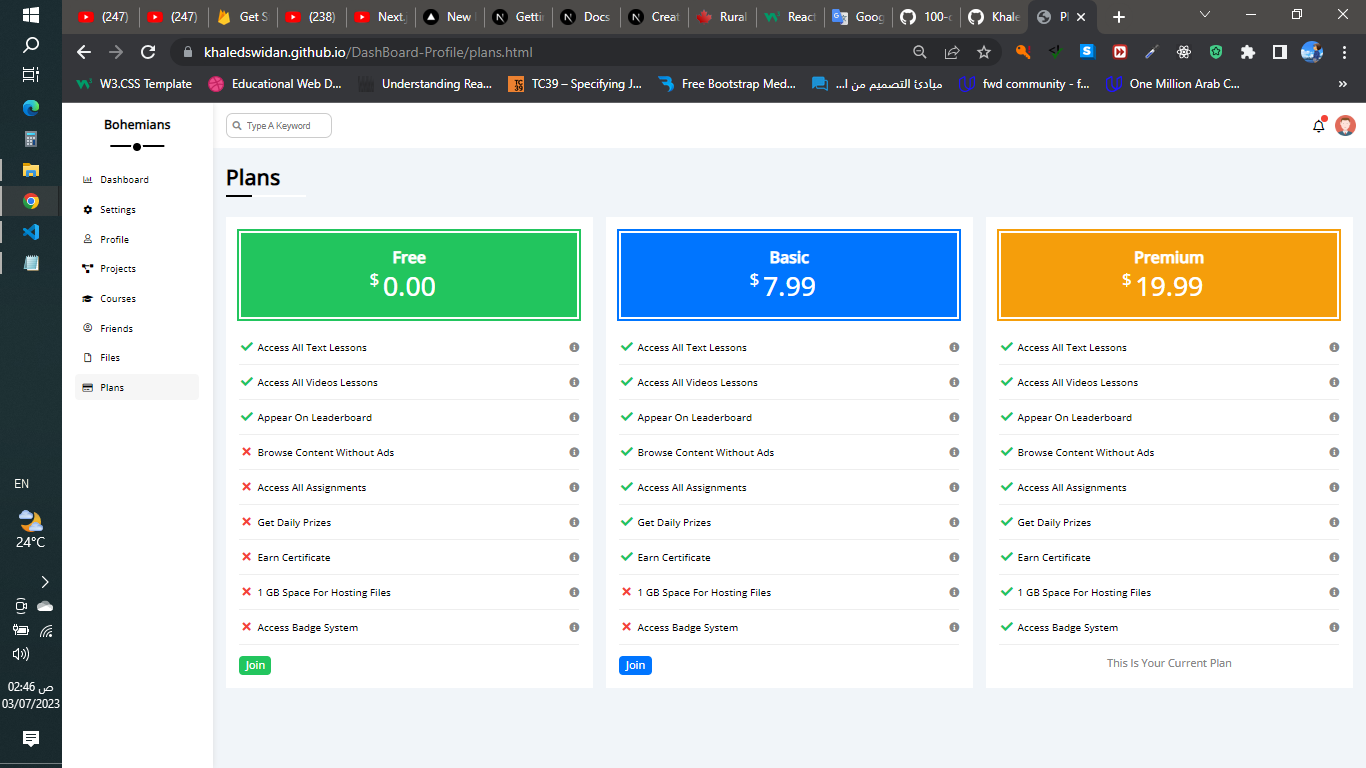 (247)
(247)
Get S
(238)
Next.
New
Gettin
Docs
Creat
Rural
React
Goog
100-
Khale
Pl
khaledswidan.github.io/DashBoard-Profile/plans.html
W3.CSS Template
Educational Web D...
Understanding Rea...
TC39 – Specifying J...
Free Bootstrap Med...
مبادئ التصميم من ا...
fwd community - f...
One Million Arab C...
»
Bohemians
Dashboard
Settings
Profile
Projects
Courses
Friends
Files
Plans
Type A Keyword
Plans
Free
$ 0.00
Access All Text Lessons
Access All Videos Lessons
Appear On Leaderboard
Browse Content Without Ads
Access All Assignments
Get Daily Prizes
Earn Certificate
1 GB Space For Hosting Files
Access Badge System
Join
Basic
$ 7.99
Access All Text Lessons
Access All Videos Lessons
Appear On Leaderboard
Browse Content Without Ads
Access All Assignments
Get Daily Prizes
Earn Certificate
1 GB Space For Hosting Files
Access Badge System
Join
Premium
$ 19.99
Access All Text Lessons
Access All Videos Lessons
Appear On Leaderboard
Browse Content Without Ads
Access All Assignments
Get Daily Prizes
Earn Certificate
1 GB Space For Hosting Files
Access Badge System
This Is Your Current Plan
EN
24°C
02:46 ص
03/07/2023